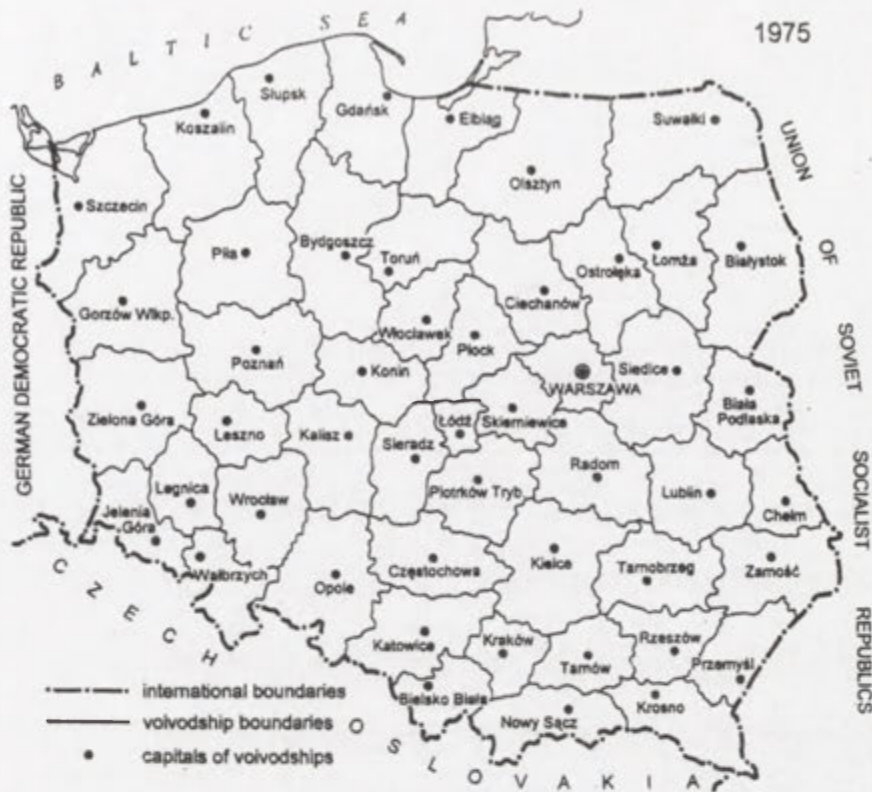 1975
BALTIC SEA
GERMAN DEMOCRATIC REPUBLIC
UNION OF SOVIET SOCIALIST REPUBLICS
CZECHOSLOVAKIA
Słupsk
Koszalin
Gdańsk
Elbląg
Suwałki
Olsztyn
Szczecin
Piła
Bydgoszcz
Toruń
Ostrołęka
Łomża
Białystok
Ciechanów
Gorzów Wlkp.
Włocławek
Płock
Poznań
Konin
WARSZAWA
Siedlce
Biała
Podlaska
Zielona Góra
Leszno
Kalisz
Sieradz
Łódź
Skierniewice
Piotrków Tryb.
Radom
Lublin
Chełm
Legnica
Jelenia
Góra
Wrocław
Wałbrzych
Opole
Częstochowa
Kielce
Tarnobrzeg
Zamość
Katowice
Kraków
Tarnów
Rzeszów
Przemyśl
Bielsko Biała
Nowy Sącz
Krosno
international boundaries
voivodship boundaries
capitals of voivodships